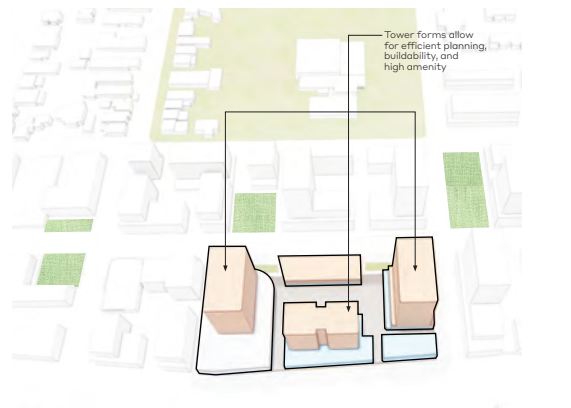 Tower forms allow
for efficient planning,
buildability, and
high amenity